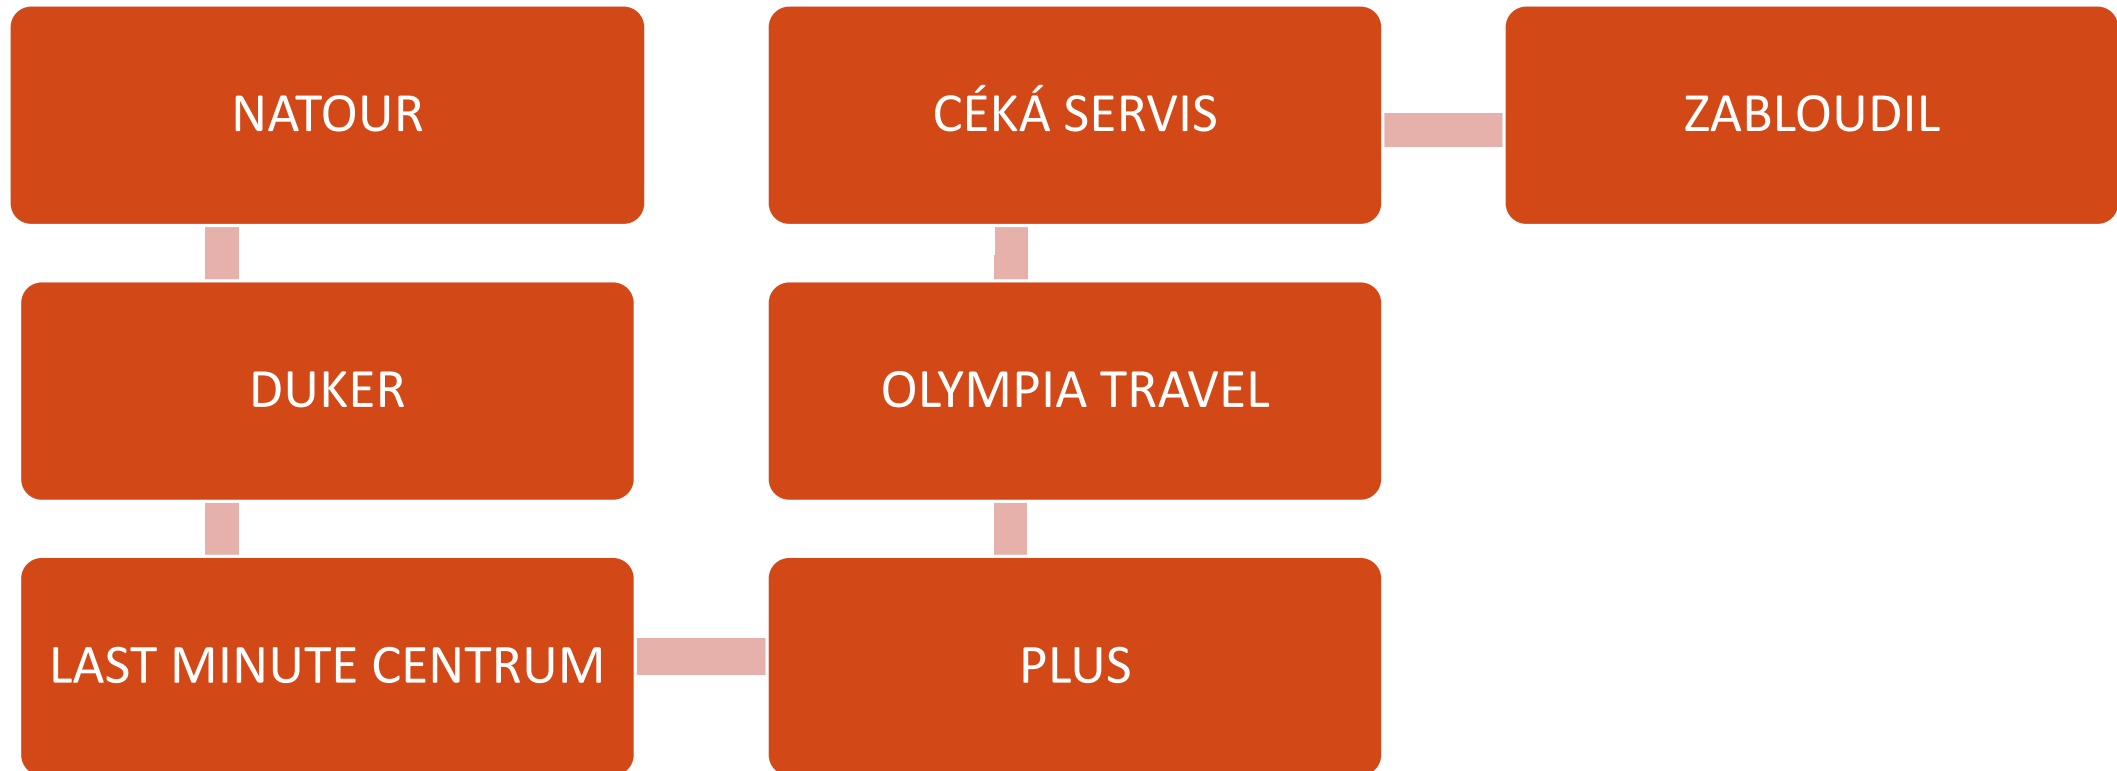 NATOUR
DUKER
LAST MINUTE CENTRUM
PLUS
OLYMPIA TRAVEL
CÉKÁ SERVIS
ZABLOUDIL